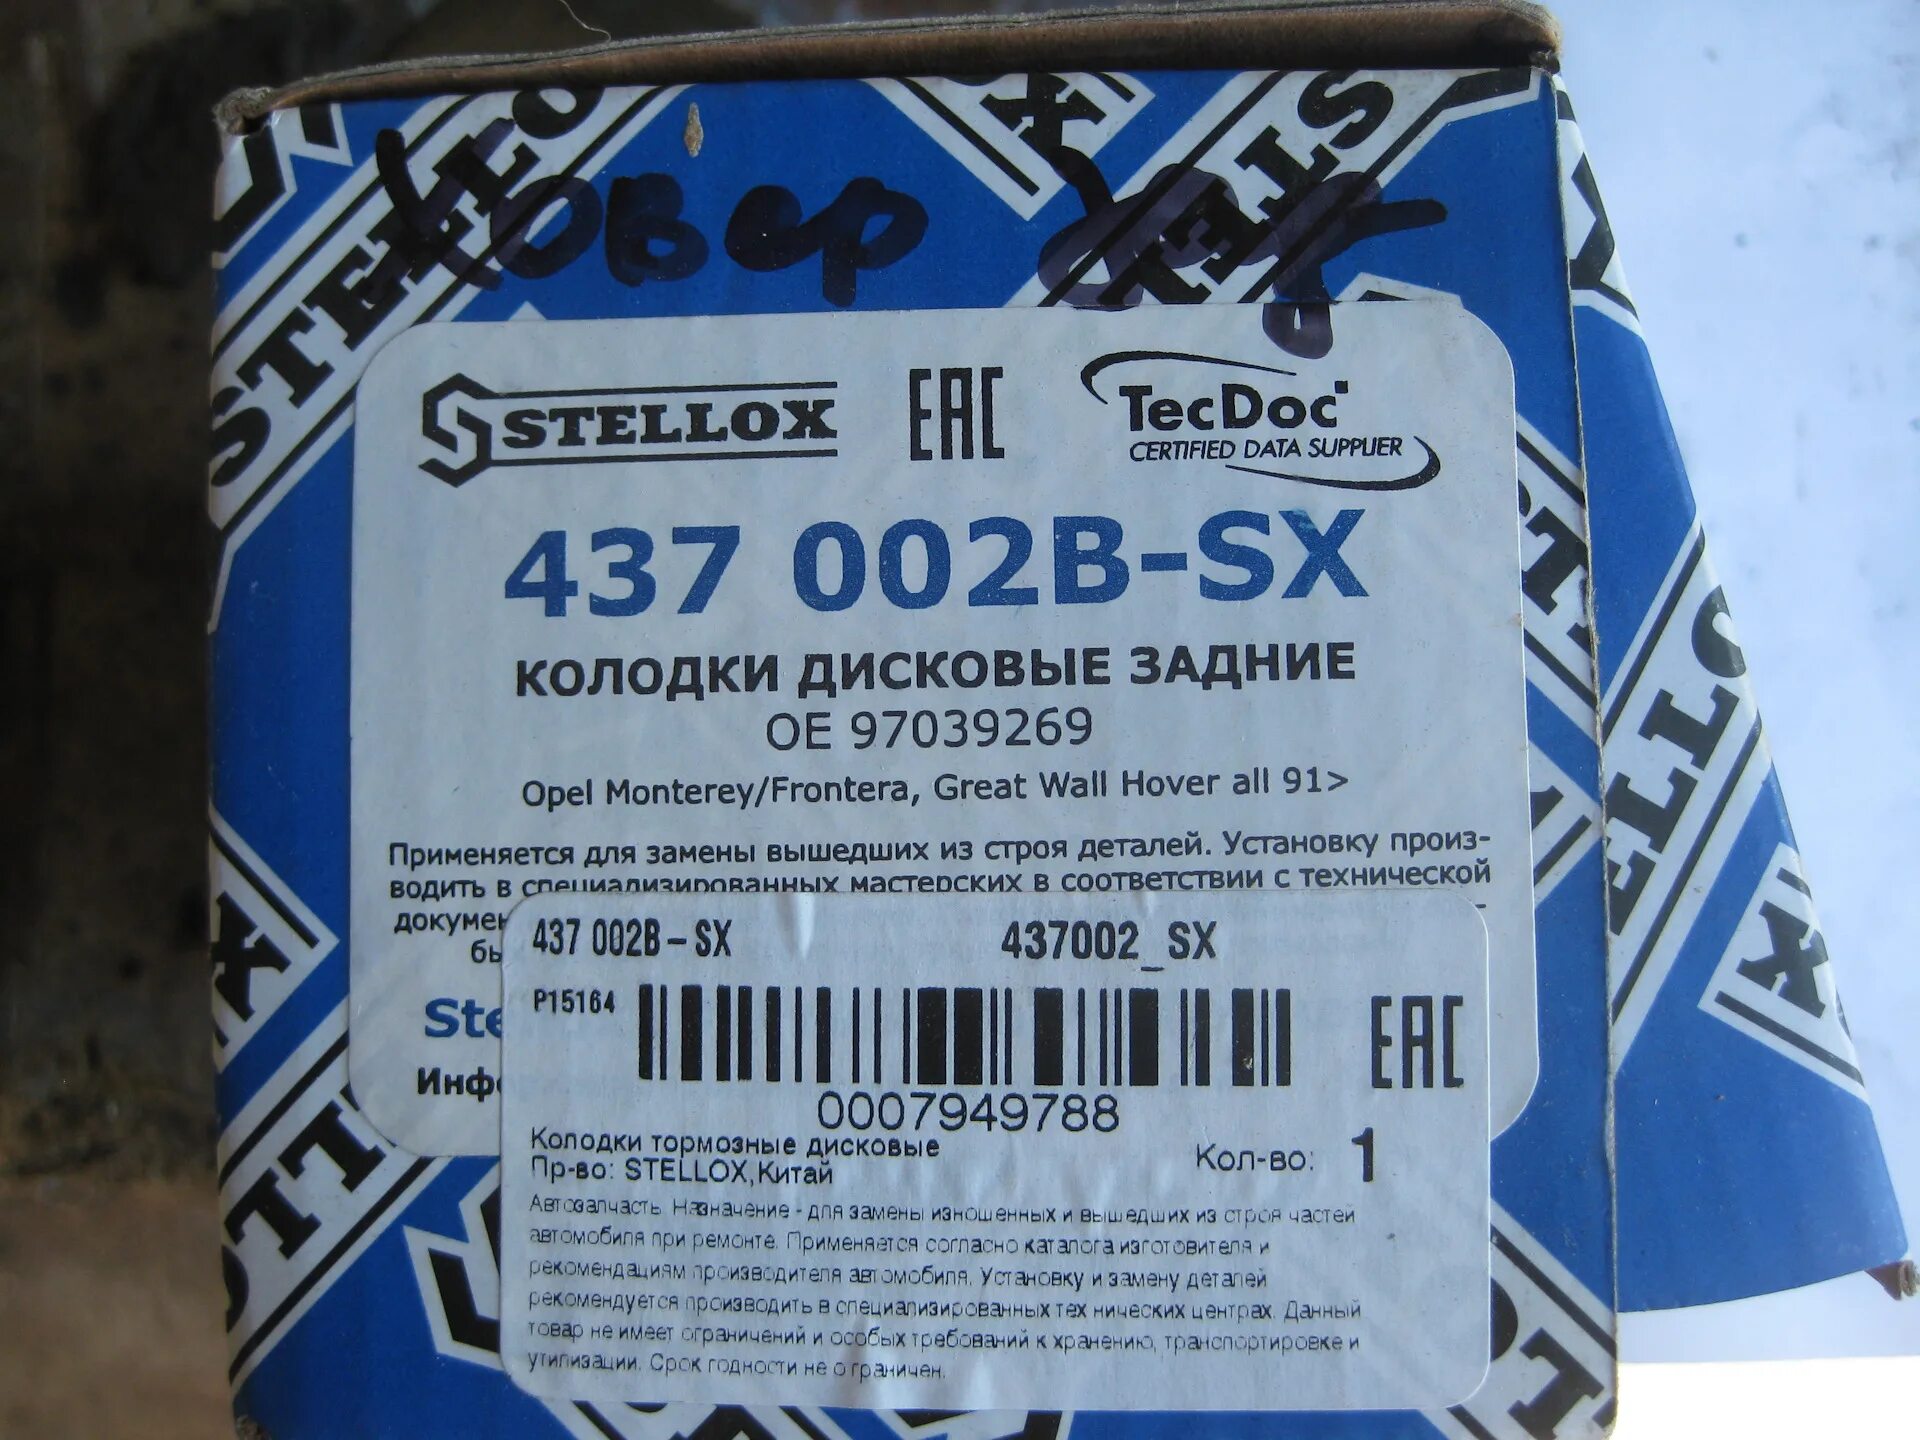 Ховер
STELLOX
STELLOX
EAC
TecDoc
CERTIFIED DATA SUPPLIER
437 002B-SX
КОЛОДКИ ДИСКОВЫЕ ЗАДНИЕ
OE 97039269
Opel Monterey/Frontera, Great Wall Hover all 91>
Применяется для замены вышедших из строя деталей. Установку произ-
водить в специализированных мастерских в соответствии с технической
437 002B-SX 437002_SX
P15164
EAC
0007949788
Колодки тормозные дисковые
Пр-во: STELLOX,Китай
Кол-во: 1
Автозапчасть. Назначение - для замены изношенных и вышедших из строя частей
автомобиля при ремонте. Применяется согласно каталога изготовителя и
рекомендациям производителя автомобиля. Установку и замену деталей
рекомендуется производить в специализированных технических центрах. Данный
товар не имеет ограничений и особых требований к хранению, транспортировке и
утилизации. Срок годности не ограничен.